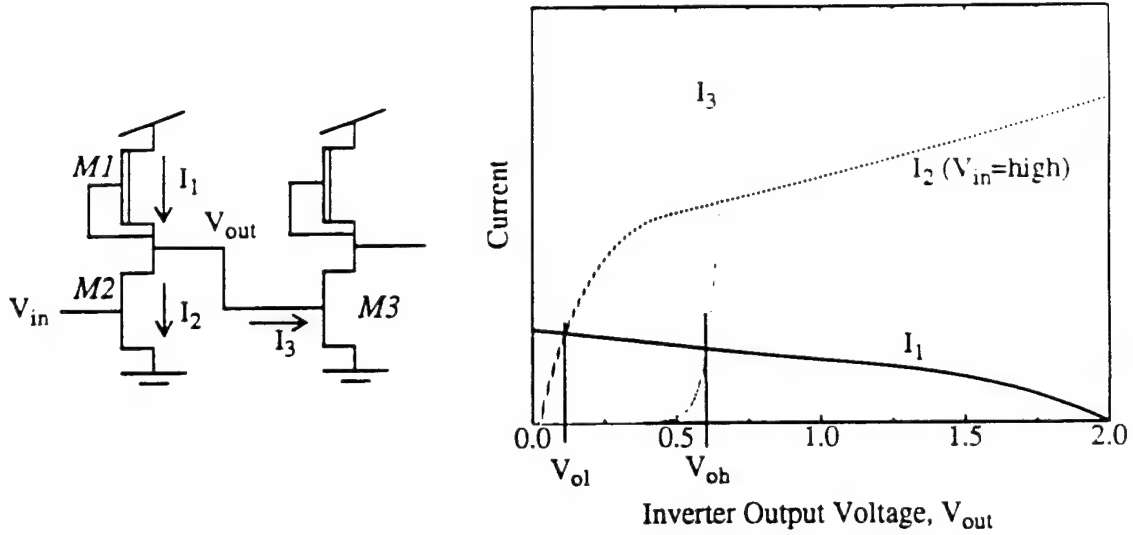 M1
I1
Vout
M2
Vin
I2
I3
M3
Current
I3
I2 (Vin=high)
I1
0.0
0.5
1.0
1.5
2.0
Vol
Voh
Inverter Output Voltage, Vout